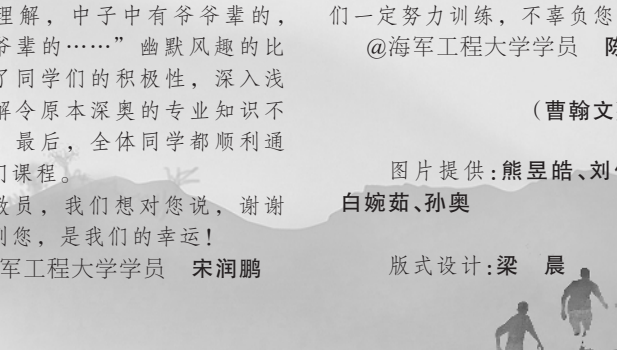 理解，中子中有爷爷辈的，
爷辈的……”幽默风趣的比
了同学们的积极性，深入浅
解令原本深奥的专业知识不
最后，全体同学都顺利通
门课程。
教员，我们想对您说，谢谢
到您，是我们的幸运！
军工程大学学员 宋润鹏
们一定努力训练，不辜负您
@海军工程大学学员 陈
（曹翰文
图片提供：熊昱皓、刘
白婉茹、孙奥
版式设计：梁 晨